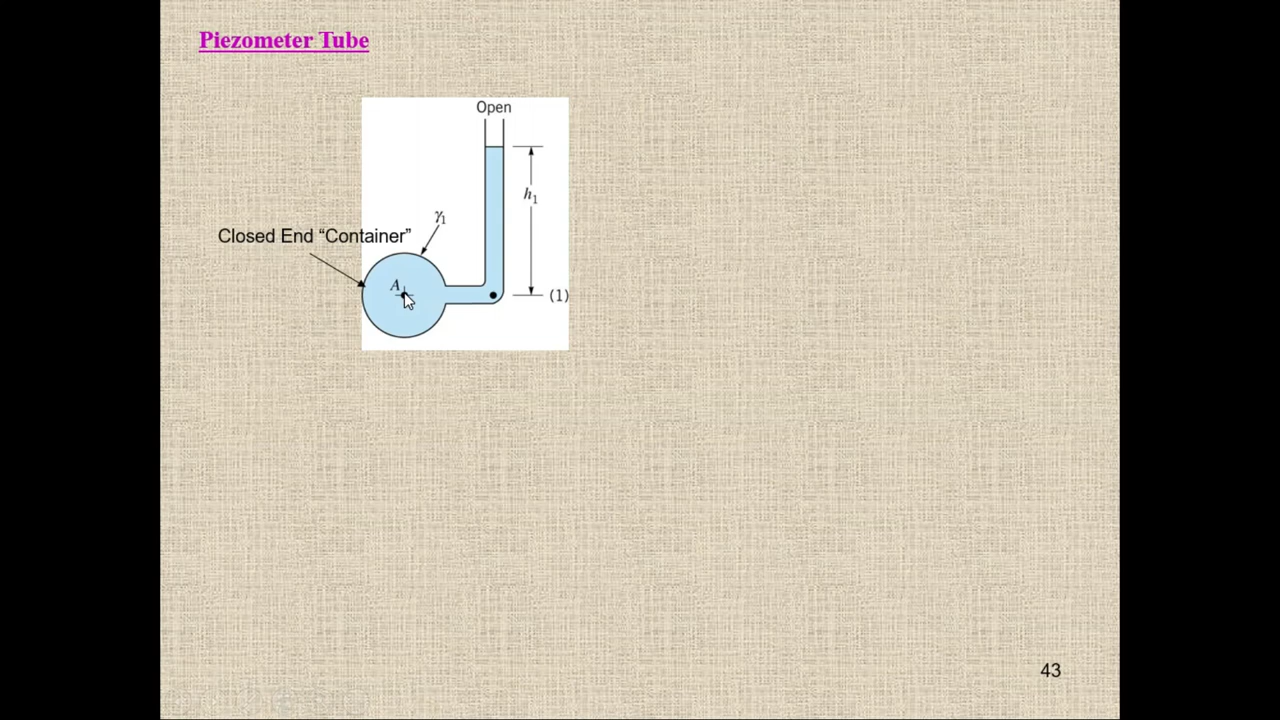 Piezometer Tube
Open
h₁
γ₁
Closed End “Container”
A
(1)
43